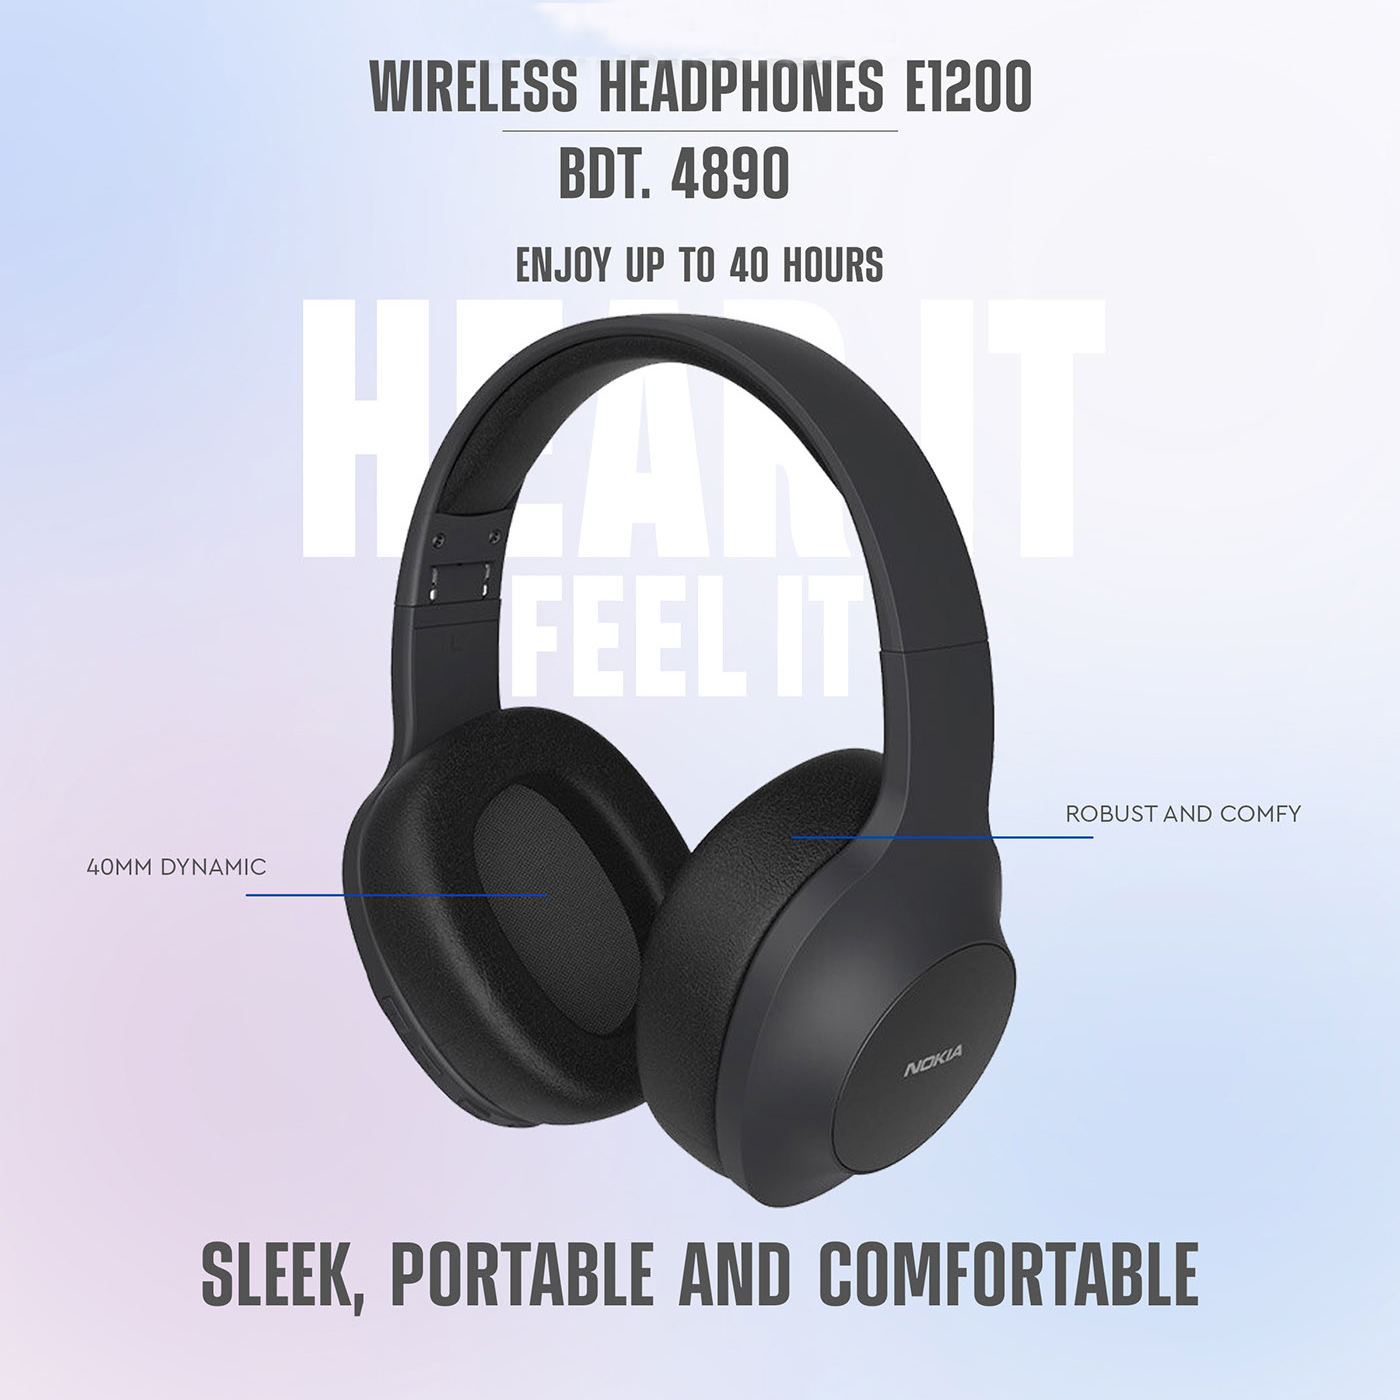 WIRELESS HEADPHONES E1200
BDT. 4890
ENJOY UP TO 40 HOURS
HEAR IT
FEEL IT
ROBUST AND COMFY
40MM DYNAMIC
L
NOKIA
SLEEK, PORTABLE AND COMFORTABLE